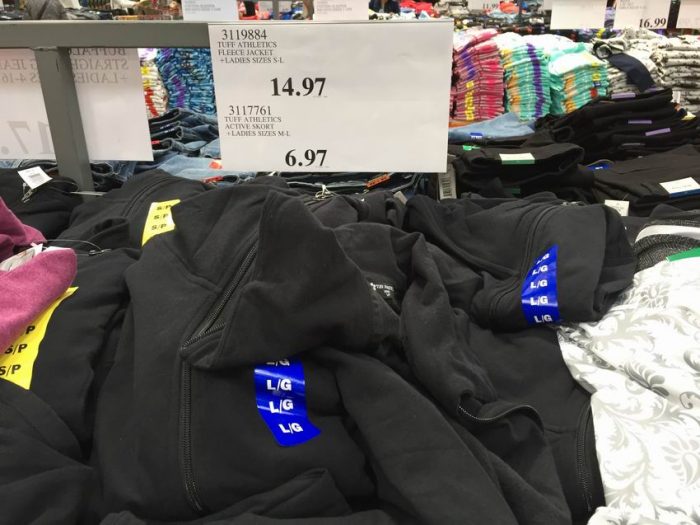 3119884
TUFF ATHLETICS
FLEECE JACKET
+LADIES SIZES S-L
14.97
3117761
TUFF ATHLETICS
ACTIVE SKORT
+LADIES SIZES M-L
6.97
16.99
17.
S/P
S/P
S/P
S/P
S/P
S/P
L/G
L/G
L/G
L/G
L/G
L/G
L/G
L/G